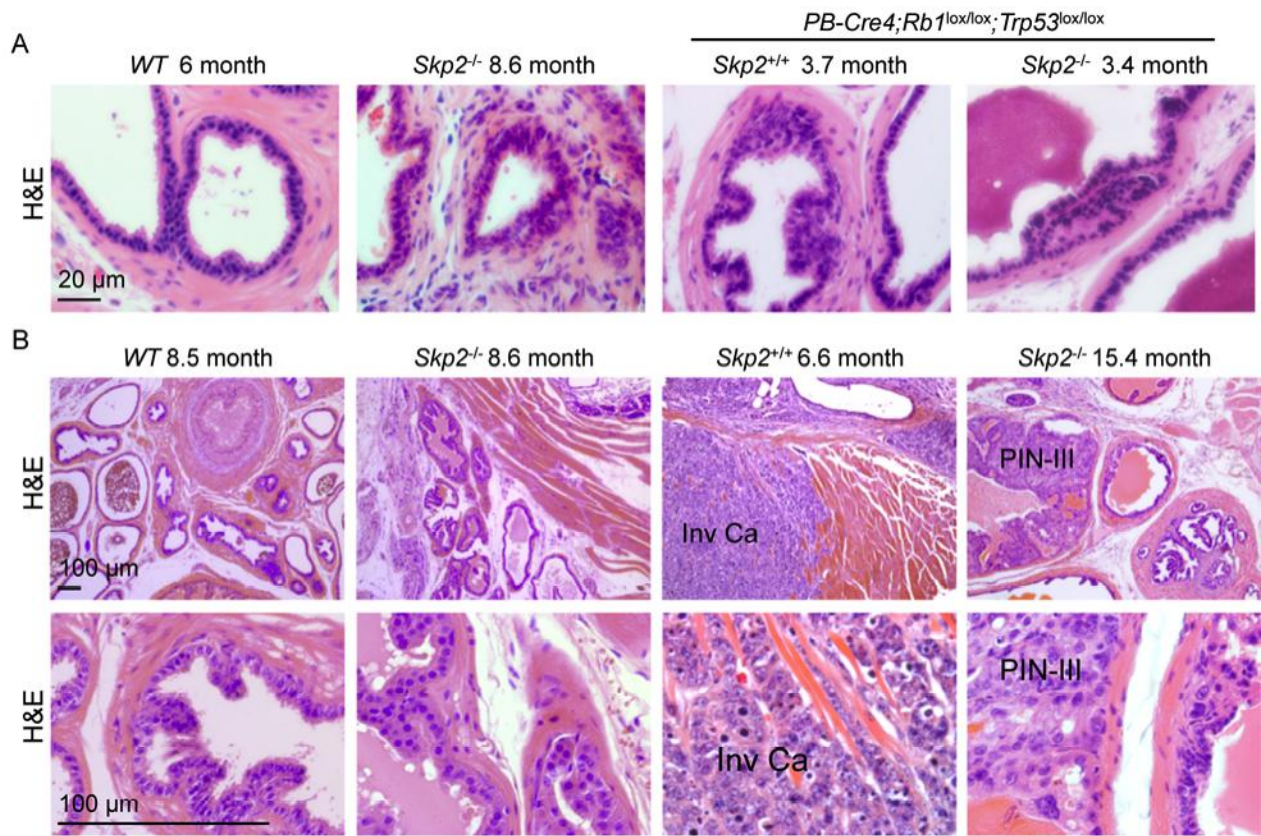 PB-Cre4;Rb1lox/lox;Trp53lox/lox
A
WT 6 month
Skp2-/- 8.6 month
Skp2+/+ 3.7 month
Skp2-/- 3.4 month
H&E
20 µm
B
WT 8.5 month
Skp2-/- 8.6 month
Skp2+/+ 6.6 month
Skp2-/- 15.4 month
H&E
100 µm
Inv Ca
PIN-III
H&E
100 µm
Inv Ca
PIN-III